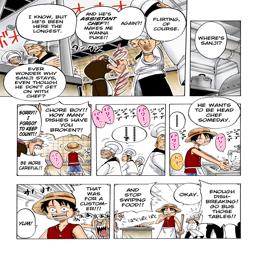 WHERE'S
SANJI?
FLIRTING,
OF
COURSE.
AGAIN?!
AND HE'S
ASSISTANT
CHEF?
MAKES ME
WANNA
PUKE!!
I KNOW, BUT
HE'S BEEN
HERE THE
LONGEST.
EVER
WONDER WHY
SANJI STAYS,
EVEN THOUGH
HE DON'T GET
ON WITH
CHEF?
HE WANTS
TO BE HEAD
CHEF
SOMEDAY.
CHORE BOY!!
HOW MANY
DISHES HAVE
YOU
BROKEN?!
SORRY!!
I
FORGOT
TO KEEP
COUNT!!
BE MORE
CAREFUL!!
ENOUGH
DISH-
BREAKING!
GO BUS
THOSE
TABLES!!
OKAY.
AND
STOP
SWIPING
FOOD!!
THAT
WAS
FOR A
CUSTOM-
ER!!!
YUM!